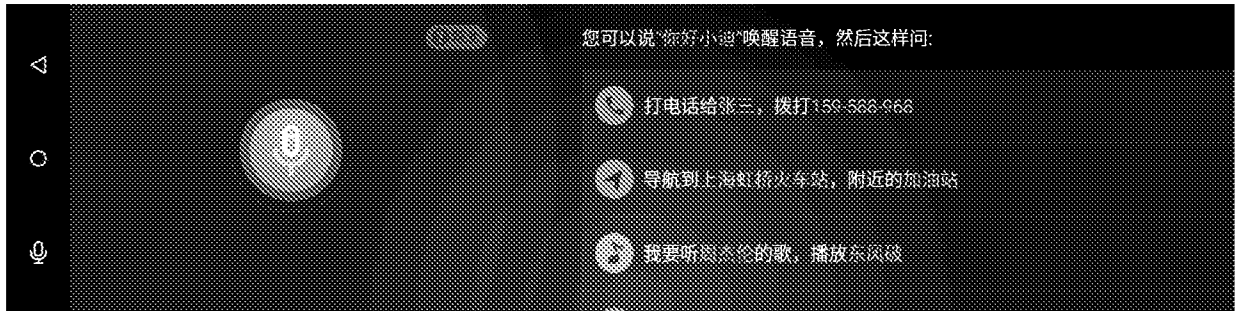 您可以说“你好小迪”唤醒语音，然后这样问:
打电话给张三，拨打159-588-968
导航到上海虹桥火车站，附近的加油站
我要听周杰伦的歌，播放东风破